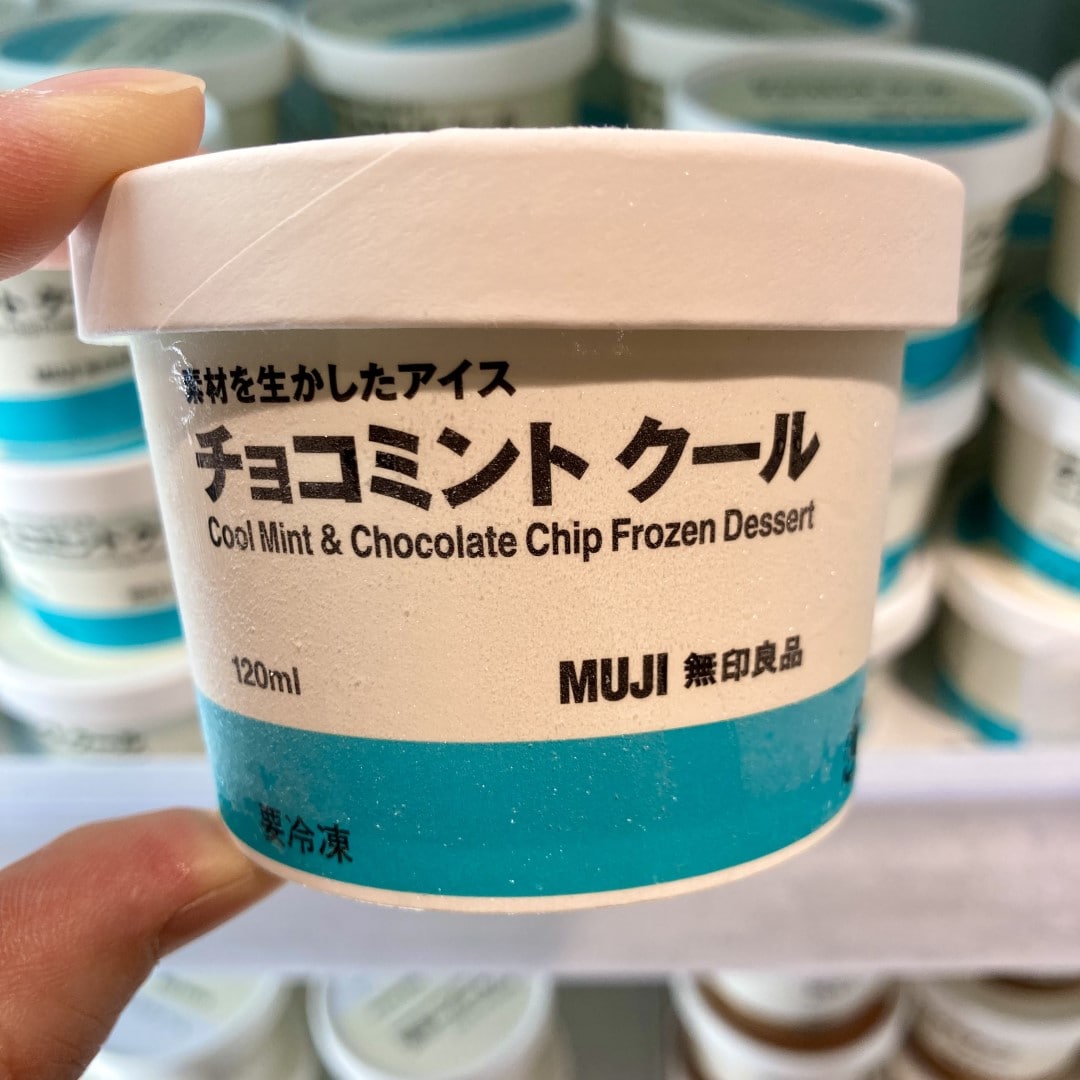 素材を生かしたアイス
チョコミント クール
Cool Mint & Chocolate Chip Frozen Dessert
120ml
MUJI 無印良品
要冷凍